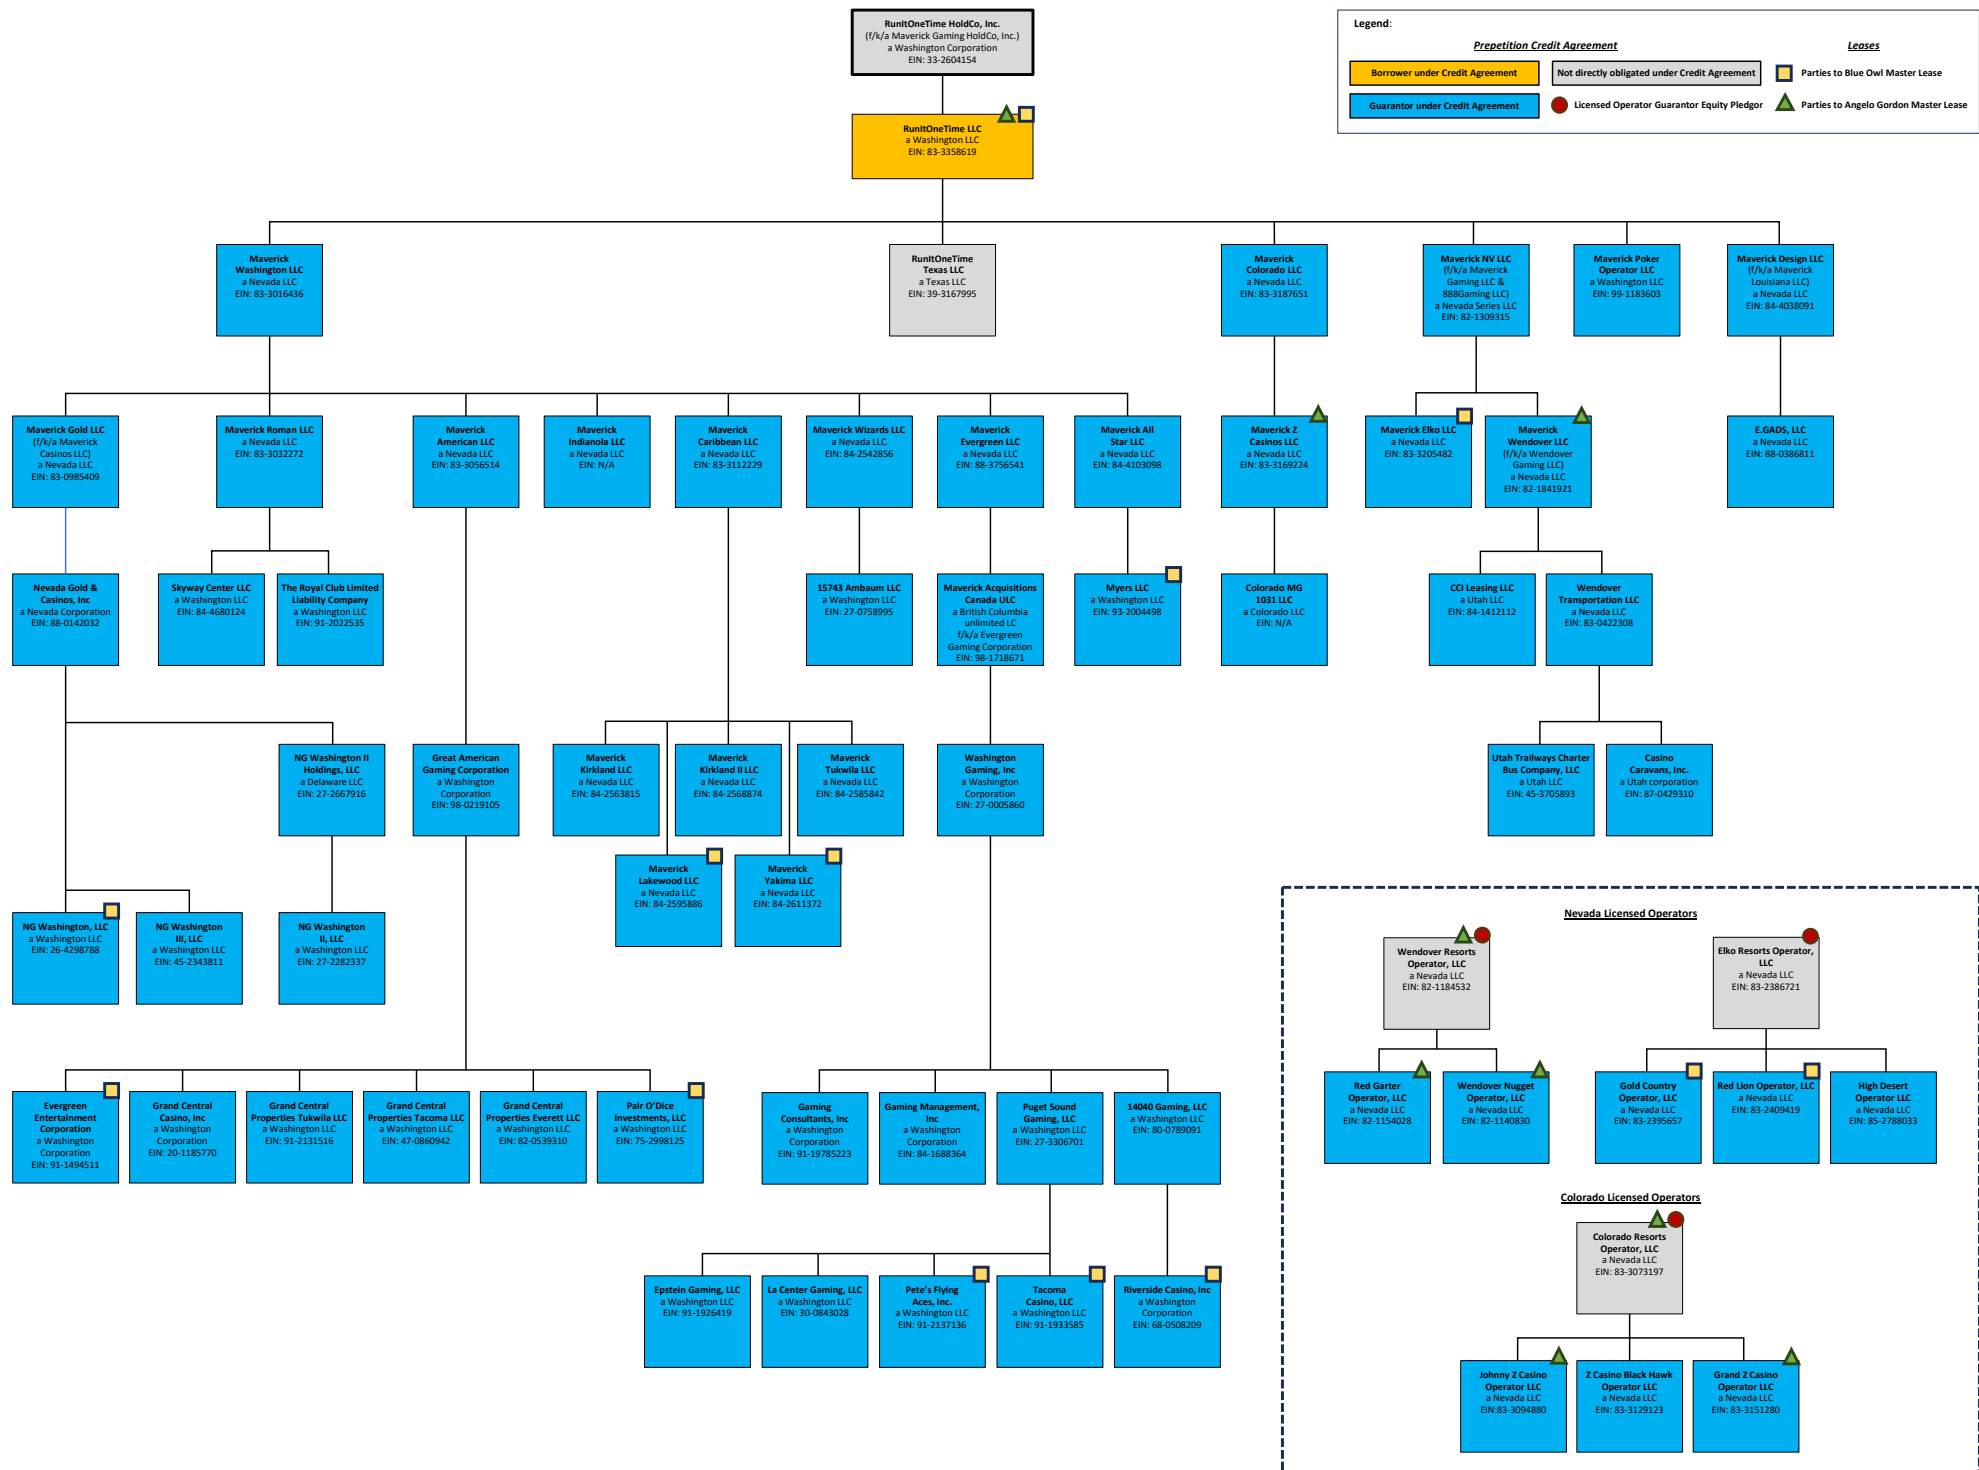 RunItOneTime HoldCo, Inc.
(f/k/a Maverick Gaming HoldCo, Inc.)
a Washington Corporation
EIN: 33-2604154
Legend:
Prepetition Credit Agreement
Leases
Borrower under Credit Agreement
Not directly obligated under Credit Agreement
Parties to Blue Owl Master Lease
Guarantor under Credit Agreement
Licensed Operator Guarantor Equity Pledgor
Parties to Angelo Gordon Master Lease
RunItOneTime LLC
a Washington LLC
EIN: 83-3358619
Maverick
Washington LLC
a Nevada LLC
EIN: 83-3016436
RunItOneTime
Texas LLC
a Texas LLC
EIN: 39-3167995
Maverick
Colorado LLC
a Nevada LLC
EIN: 83-3187651
Maverick NV LLC
(f/k/a Maverick
Gaming LLC &
888Gaming LLC)
a Nevada Series LLC
EIN: 82-1309315
Maverick Poker
Operator LLC
a Washington LLC
EIN: 99-1183603
Maverick Design LLC
(f/k/a Maverick
Louisiana LLC)
a Nevada LLC
EIN: 84-4038091
Maverick Gold LLC
(f/k/a Maverick
Casinos LLC)
a Nevada LLC
EIN: 83-0985409
Maverick Roman LLC
a Nevada LLC
EIN: 83-3032272
Maverick
American LLC
a Nevada LLC
EIN: 83-3056514
Maverick
Indianola LLC
a Nevada LLC
EIN: N/A
Maverick
Caribbean LLC
a Nevada LLC
EIN: 83-3112229
Maverick Wizards LLC
a Nevada LLC
EIN: 84-2542856
Maverick
Evergreen LLC
a Nevada LLC
EIN: 88-3756541
Maverick All
Star LLC
a Nevada LLC
EIN: 84-4103098
Maverick Z
Casinos LLC
a Nevada LLC
EIN: 83-3169224
Maverick Elko LLC
a Nevada LLC
EIN: 83-3205482
Maverick
Wendover LLC
(f/k/a Wendover
Gaming LLC)
a Nevada LLC
EIN: 82-1841921
E.GADS, LLC
a Nevada LLC
EIN: 88-0386811
Nevada Gold &
Casinos, Inc
a Nevada Corporation
EIN: 88-0142032
Skyway Center LLC
a Washington LLC
EIN: 84-4680124
The Royal Club Limited
Liability Company
a Washington LLC
EIN: 91-2022535
15743 Ambaum LLC
a Washington LLC
EIN: 27-0758995
Maverick Acquisitions
Canada ULC
a British Columbia
unlimited LC
f/k/a Evergreen
Gaming Corporation
EIN: 98-1718671
Myers LLC
a Washington LLC
EIN: 93-2004498
Colorado MG
1031 LLC
a Colorado LLC
EIN: N/A
CCI Leasing LLC
a Utah LLC
EIN: 84-1412112
Wendover
Transportation LLC
a Nevada LLC
EIN: 83-0422308
NG Washington II
Holdings, LLC
a Delaware LLC
EIN: 27-2667916
Great American
Gaming Corporation
a Washington
Corporation
EIN: 98-0219105
Maverick
Kirkland LLC
a Nevada LLC
EIN: 84-2563815
Maverick
Kirkland II LLC
a Nevada LLC
EIN: 84-2568874
Maverick
Tukwila LLC
a Nevada LLC
EIN: 84-2585842
Washington
Gaming, Inc
a Washington
Corporation
EIN: 27-0005860
Utah Trailways Charter
Bus Company, LLC
a Utah LLC
EIN: 45-3705893
Casino
Caravans, Inc.
a Utah corporation
EIN: 87-0429310
Maverick
Lakewood LLC
a Nevada LLC
EIN: 84-2595886
Maverick
Yakima LLC
a Nevada LLC
EIN: 84-2611372
NG Washington, LLC
a Washington LLC
EIN: 26-4298788
NG Washington
III, LLC
a Washington LLC
EIN: 45-2343811
NG Washington
II, LLC
a Washington LLC
EIN: 27-2282337
Nevada Licensed Operators
Wendover Resorts
Operator, LLC
a Nevada LLC
EIN: 82-1184532
Elko Resorts Operator,
LLC
a Nevada LLC
EIN: 83-2386721
Evergreen
Entertainment
Corporation
a Washington
Corporation
EIN: 91-1494511
Grand Central
Casino, Inc
a Washington
Corporation
EIN: 20-1185770
Grand Central
Properties Tukwila LLC
a Washington LLC
EIN: 91-2131516
Grand Central
Properties Tacoma LLC
a Washington LLC
EIN: 47-0860942
Grand Central
Properties Everett LLC
a Washington LLC
EIN: 82-0539310
Pair O’Dice
Investments, LLC
a Washington LLC
EIN: 75-2998125
Gaming
Consultants, Inc
a Washington
Corporation
EIN: 91-19785223
Gaming Management,
Inc
a Washington
Corporation
EIN: 84-1688364
Puget Sound
Gaming, LLC
a Washington LLC
EIN: 27-3306701
14040 Gaming, LLC
a Washington LLC
EIN: 80-0789091
Red Garter
Operator, LLC
a Nevada LLC
EIN: 82-1154028
Wendover Nugget
Operator, LLC
a Nevada LLC
EIN: 82-1140830
Gold Country
Operator, LLC
a Nevada LLC
EIN: 83-2395657
Red Lion Operator, LLC
a Nevada LLC
EIN: 83-2409419
High Desert
Operator LLC
a Nevada LLC
EIN: 85-2788033
Colorado Licensed Operators
Colorado Resorts
Operator, LLC
a Nevada LLC
EIN: 83-3073197
Epstein Gaming, LLC
a Washington LLC
EIN: 91-1926419
La Center Gaming, LLC
a Washington LLC
EIN: 30-0843028
Pete’s Flying
Aces, Inc.
a Washington LLC
EIN: 91-2137136
Tacoma
Casino, LLC
a Washington LLC
EIN: 91-1933585
Riverside Casino, Inc
a Washington
Corporation
EIN: 68-0508209
Johnny Z Casino
Operator LLC
a Nevada LLC
EIN:83-3094880
Z Casino Black Hawk
Operator LLC
a Nevada LLC
EIN: 83-3129123
Grand Z Casino
Operator LLC
a Nevada LLC
EIN: 83-3151280